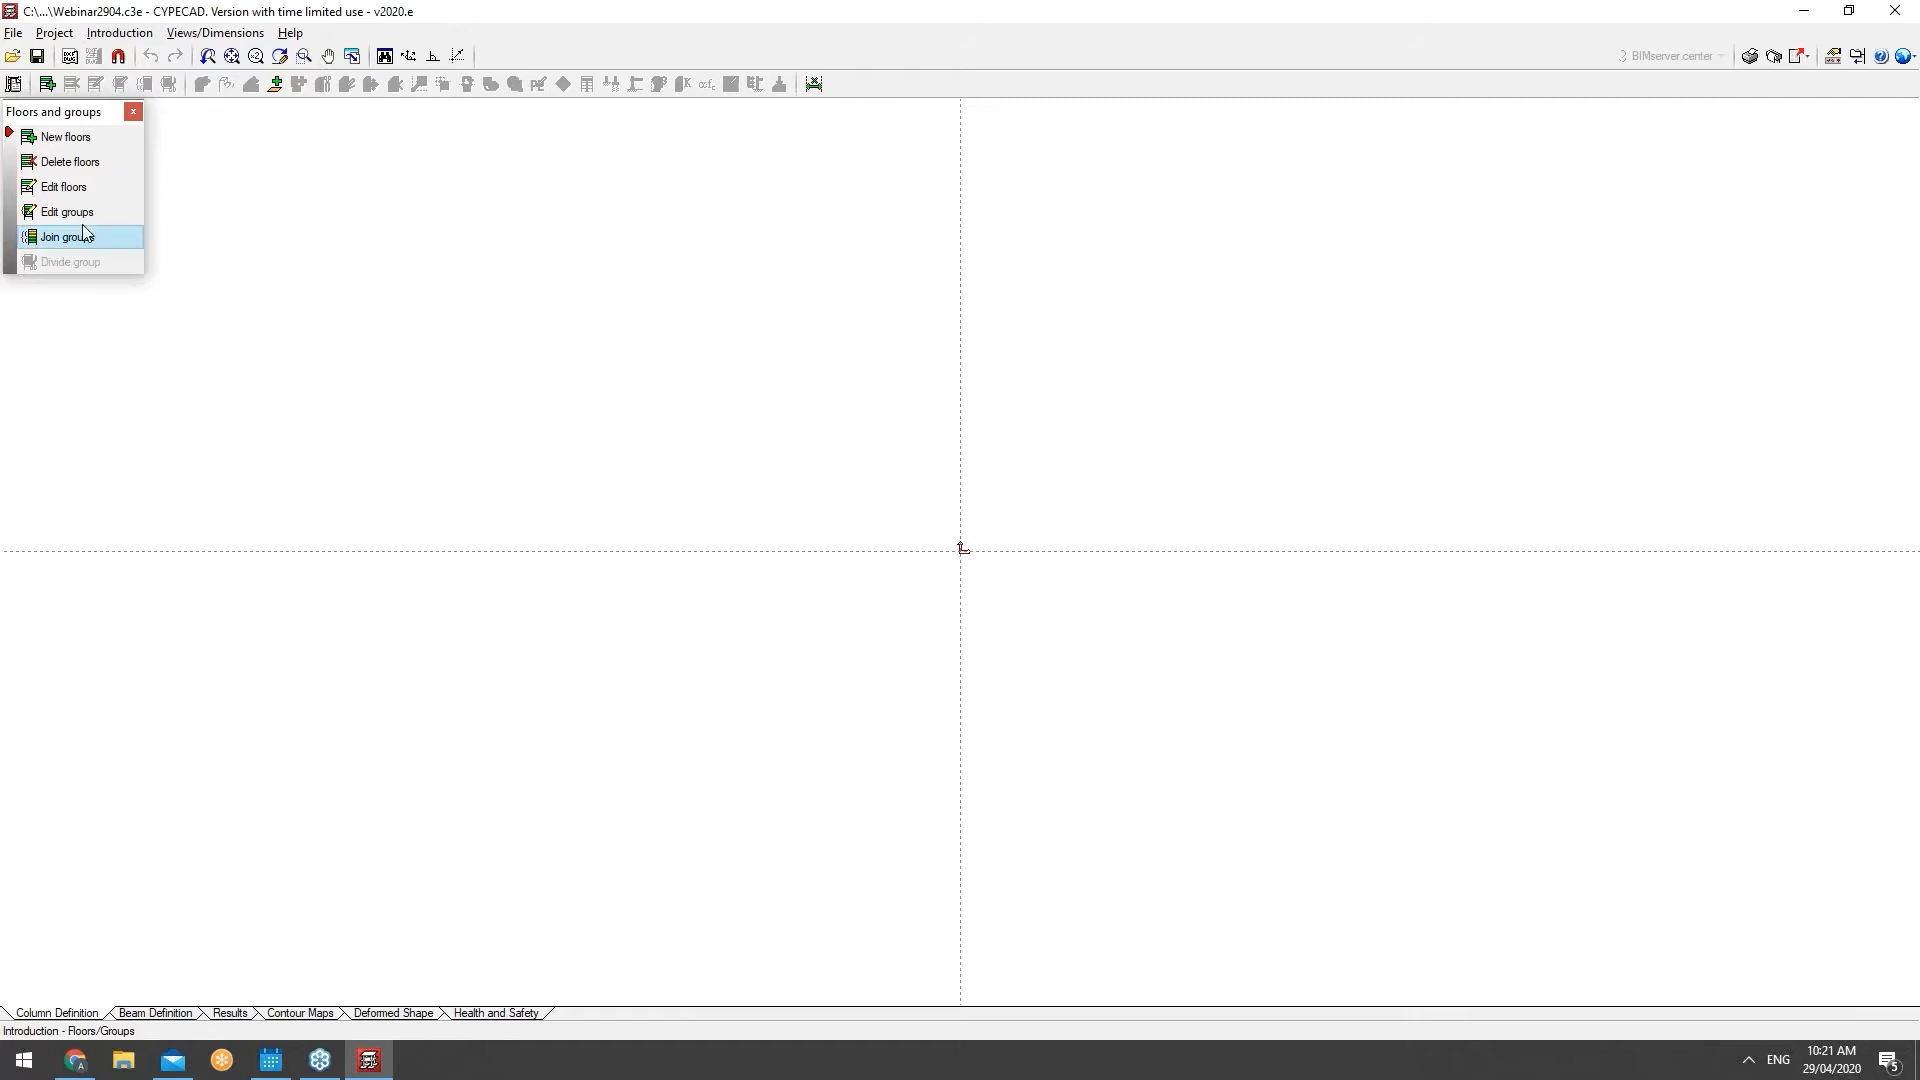 C:\...\Webinar2904.c3e - CYPECAD. Version with time limited use - v2020.e
File Project Introduction Views/Dimensions Help
BIMserver.center
Floors and groups
New floors
Delete floors
Edit floors
Edit groups
Join groups
Divide group
Column Definition Beam Definition Results Contour Maps Deformed Shape Health and Safety
Introduction - Floors/Groups
ENG
10:21 AM
29/04/2020
5